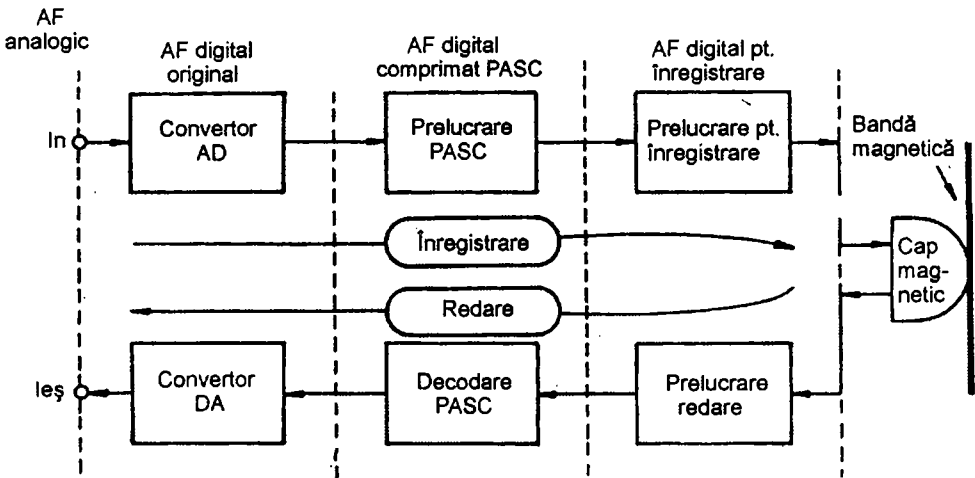 AF
analogic
AF digital
original
AF digital
comprimat PASC
AF digital pt.
înregistrare
In
Convertor
AD
Prelucrare
PASC
Prelucrare pt.
înregistrare
Bandă
magnetică
Înregistrare
Cap
mag-
netic
Redare
Ieş
Convertor
DA
Decodare
PASC
Prelucrare
redare